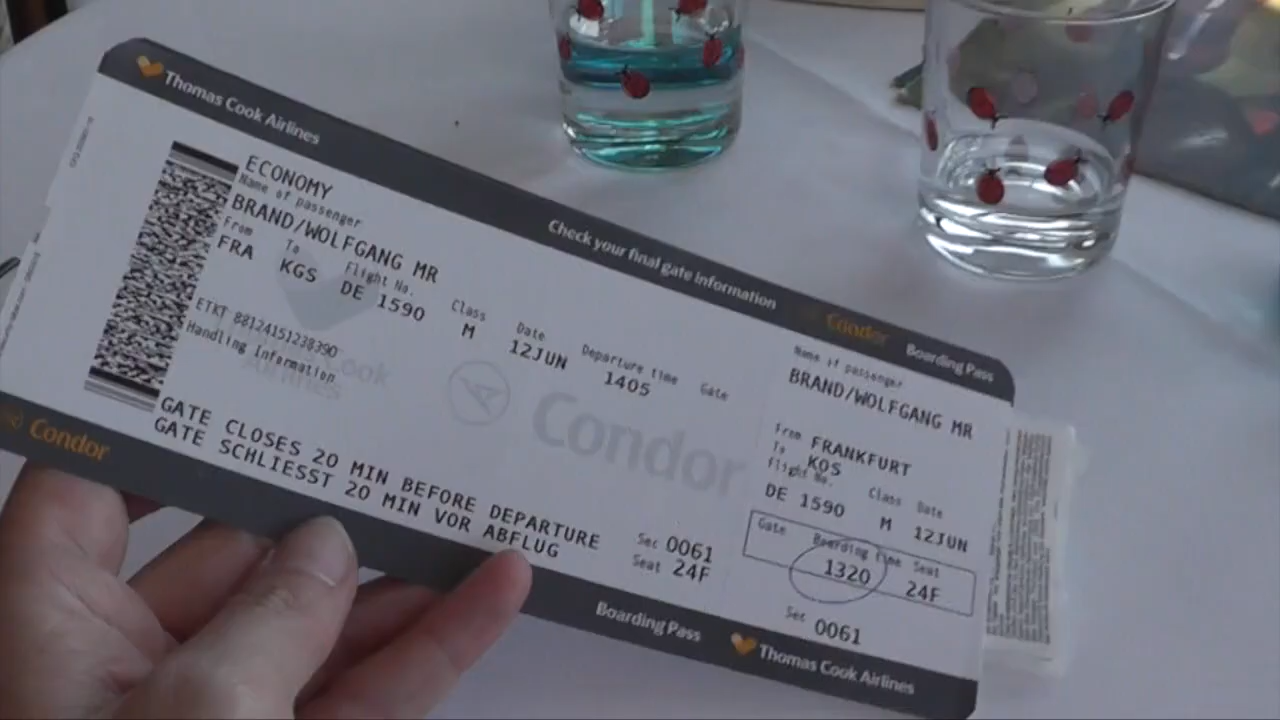 Thomas Cook Airlines
Check your final gate information
Condor Boarding Pass
ECONOMY
Name of passenger
BRAND/WOLFGANG MR
From To Flight No. Class Date Departure time Gate
FRA KGS DE 1590 M 12JUN 1405
ETKT 88124151238390
Handling Information
Condor
GATE CLOSES 20 MIN BEFORE DEPARTURE
GATE SCHLIESST 20 MIN VOR ABFLUG
Sec 0061
Seat 24F
Name of passenger
BRAND/WOLFGANG MR
From FRANKFURT
To KOS
Flight No. Class Date
DE 1590 M 12JUN
Gate Boarding time Seat
1320 24F
Sec 0061
Condor
Boarding Pass
Thomas Cook Airlines